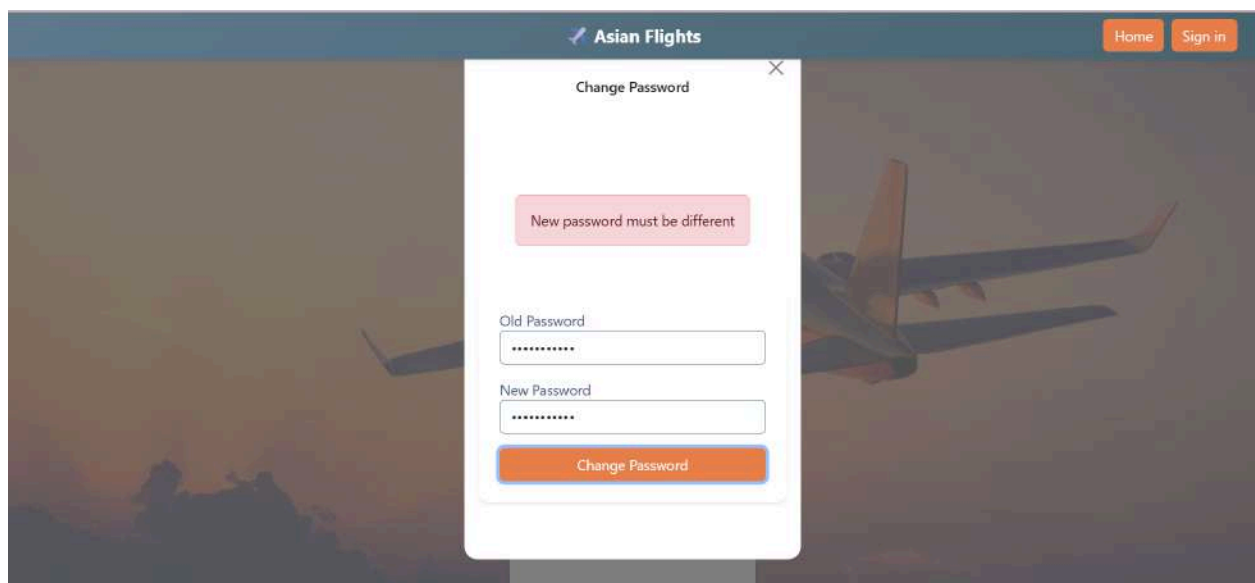 Asian Flights
Home
Sign in
Change Password
New password must be different
Old Password
•••••••••••
New Password
•••••••••••
Change Password